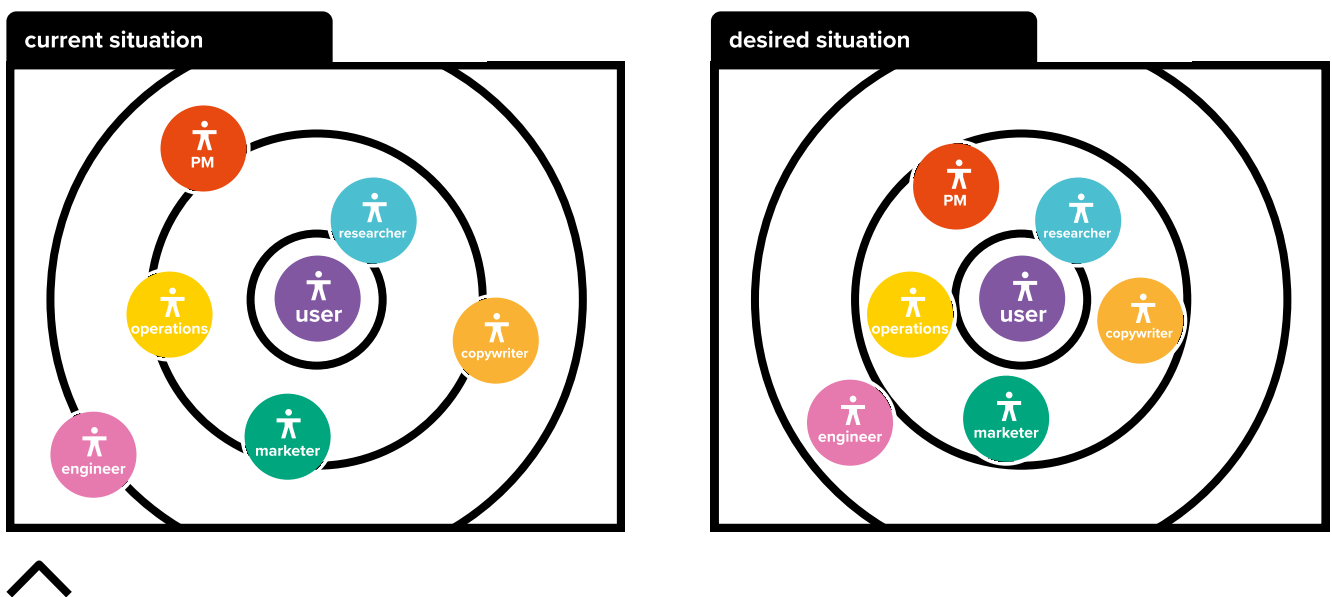 current situation
PM
researcher
user
operations
copywriter
marketer
engineer
desired situation
PM
researcher
user
operations
copywriter
marketer
engineer